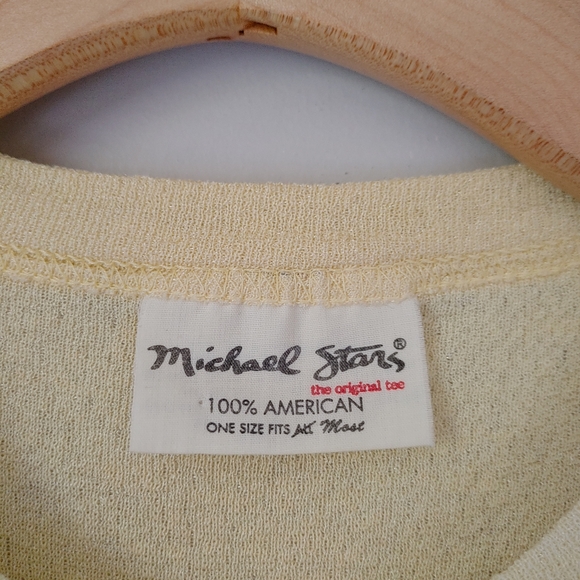 Michael Stars®
the original tee
100% AMERICAN
ONE SIZE FITS All Most